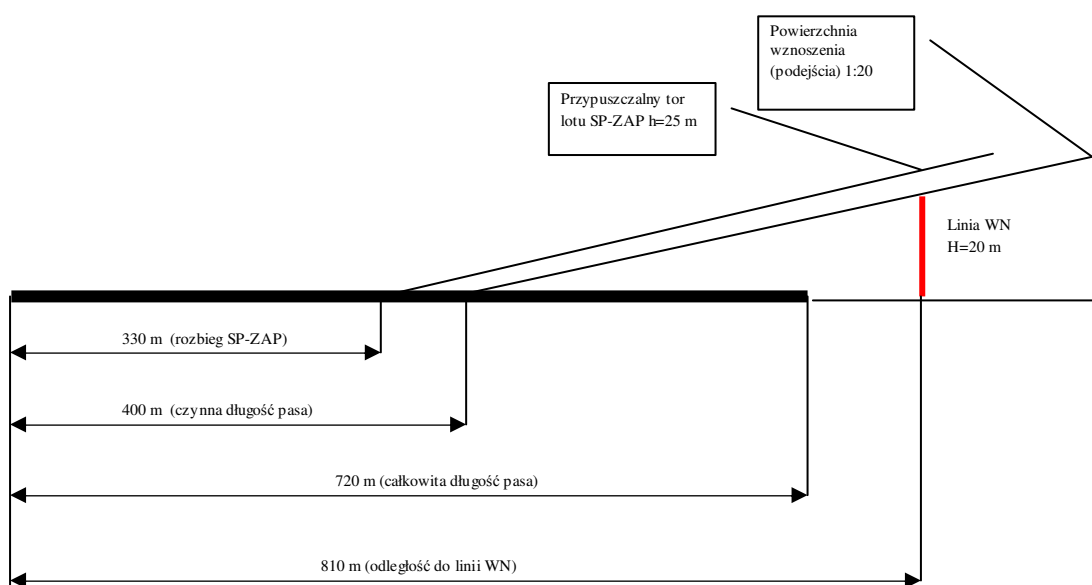 Powierzchnia
wznoszenia
(podejścia) 1:20
Przypuszczalny tor
lotu SP-ZAP h=25 m
Linia WN
H=20 m
330 m (rozbieg SP-ZAP)
400 m (czynna długość pasa)
720 m (całkowita długość pasa)
810 m (odległość do linii WN)